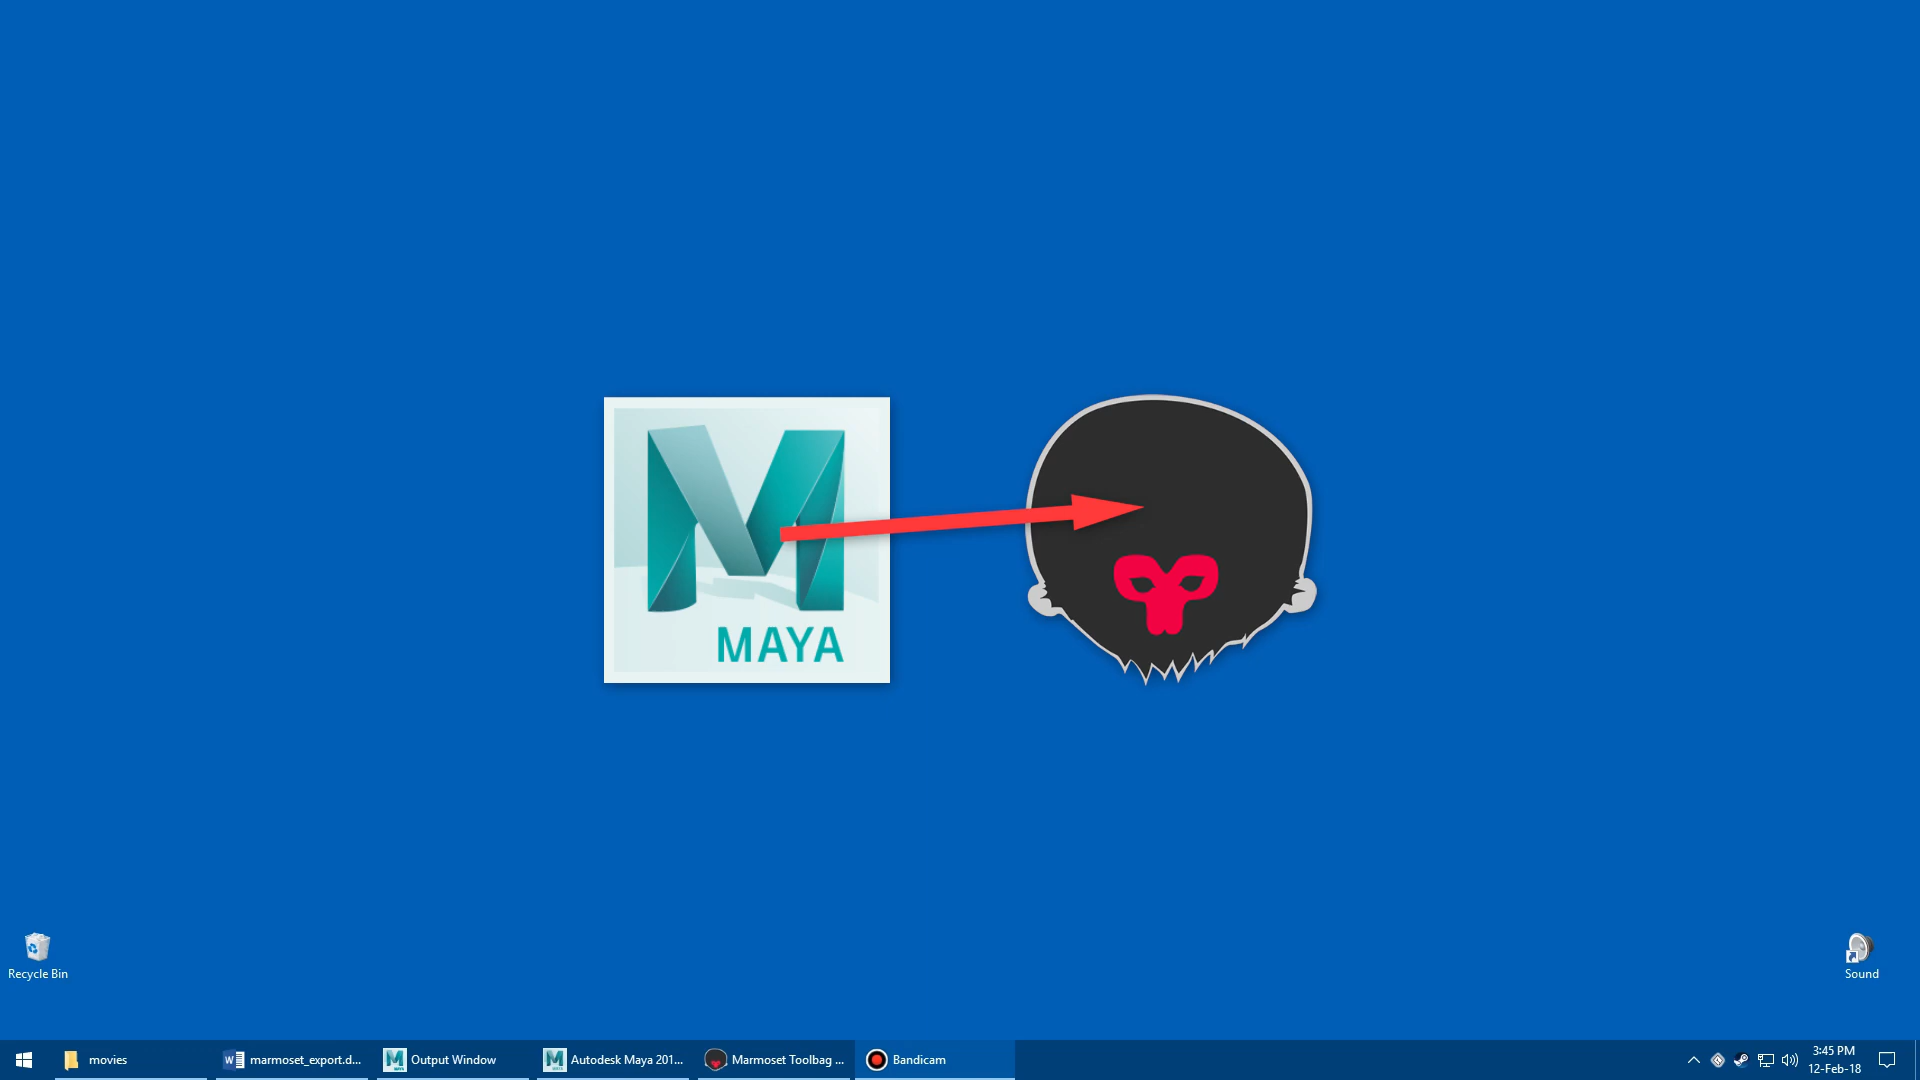 MAYA
Recycle Bin
Sound
movies
marmoset_export.d...
Output Window
Autodesk Maya 201...
Marmoset Toolbag ...
Bandicam
3:45 PM
12-Feb-18